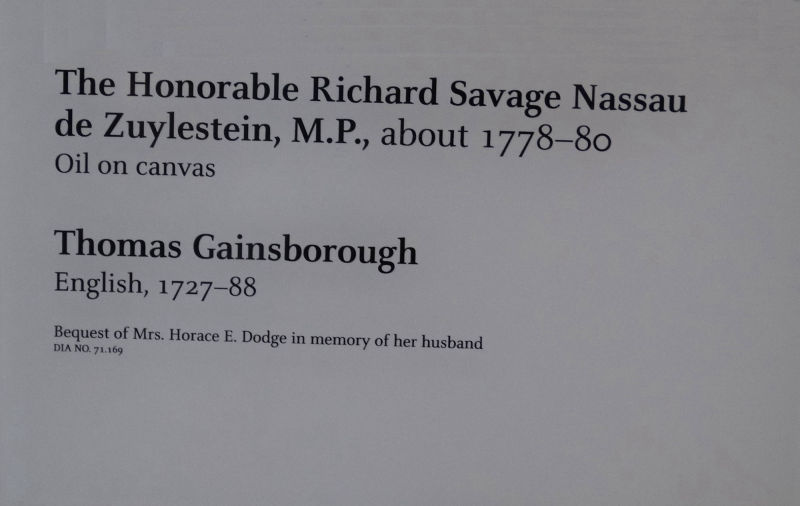 The Honorable Richard Savage Nassau
de Zuylestein, M.P., about 1778–80
Oil on canvas
Thomas Gainsborough
English, 1727–88
Bequest of Mrs. Horace E. Dodge in memory of her husband
DIA NO. 71.169